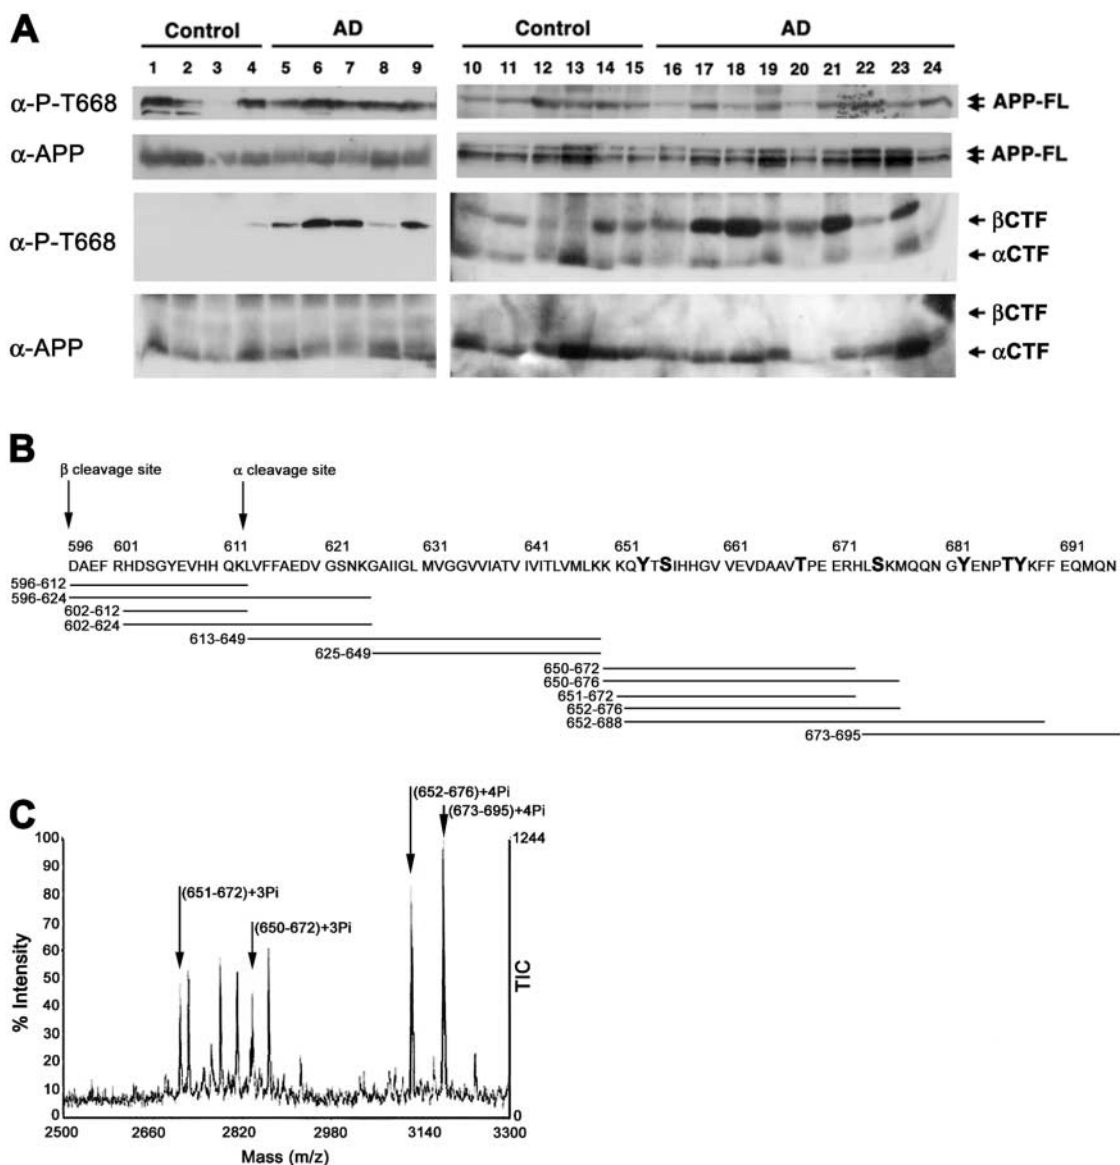 A
Control AD Control AD
1 2 3 4 5 6 7 8 9 10 11 12 13 14 15 16 17 18 19 20 21 22 23 24
α-P-T668 APP-FL
α-APP APP-FL
α-P-T668 βCTF
αCTF
α-APP βCTF
αCTF
B
β cleavage site α cleavage site
596 601 611 621 631 641 651 661 671 681 691
DAEF RHDSGYEVHH QKLVFFAEDV GSNKGAIIGL MVGGVVIATV IVITLVMLKK KQYTSIHHGV VEVDAAVTPEE ERHLSKMQQN GYENPTYKFF EQMQN
596-612
596-624
602-612
602-624
613-649
625-649
650-672
650-676
651-672
652-676
652-688
673-695
C
(652-676)+4Pi
(673-695)+4Pi
(651-672)+3Pi
(650-672)+3Pi
100 1244
90
80
70
60
50
40
30
20
10
0 0
% Intensity
TIC
2500 2660 2820 2980 3140 3300
Mass (m/z)